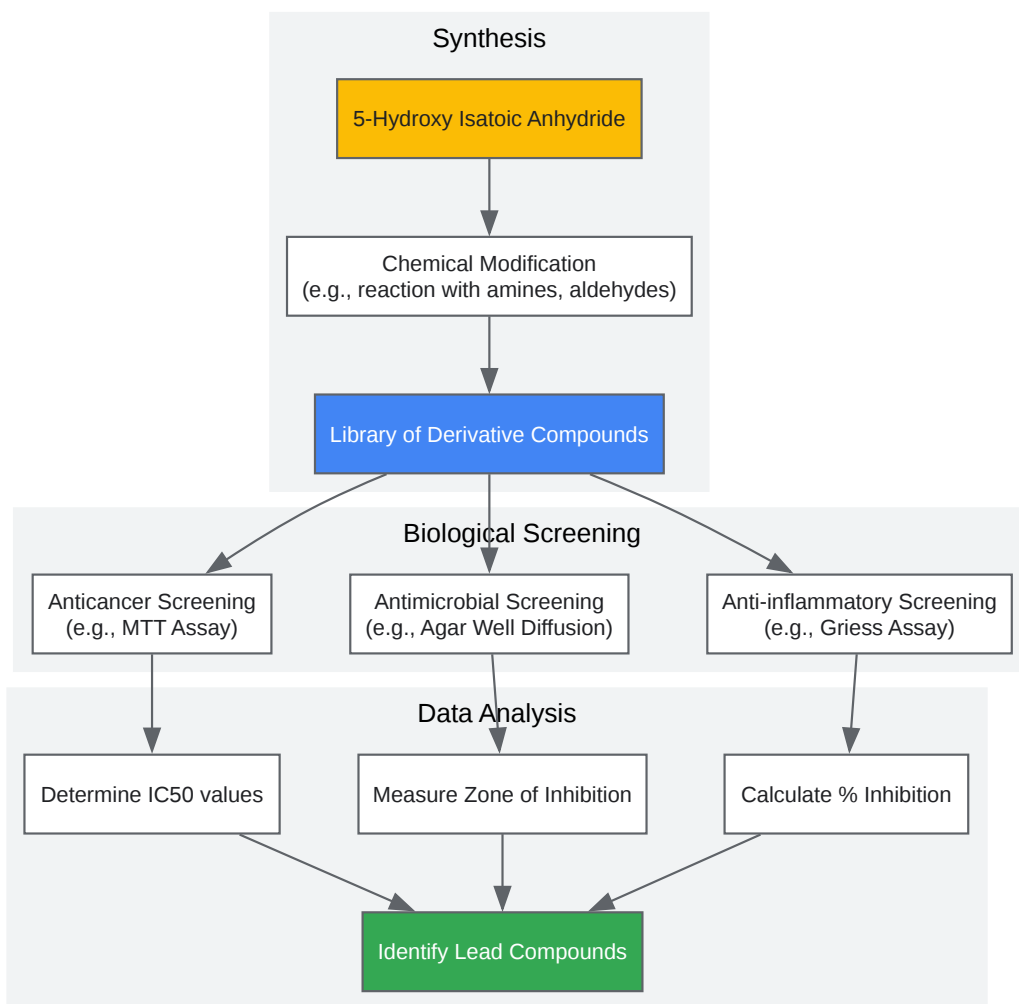 Synthesis
5-Hydroxy Isatoic Anhydride
Chemical Modification
(e.g., reaction with amines, aldehydes)
Library of Derivative Compounds
Biological Screening
Anticancer Screening
(e.g., MTT Assay)
Antimicrobial Screening
(e.g., Agar Well Diffusion)
Anti-inflammatory Screening
(e.g., Griess Assay)
Data Analysis
Determine IC50 values
Measure Zone of Inhibition
Calculate % Inhibition
Identify Lead Compounds